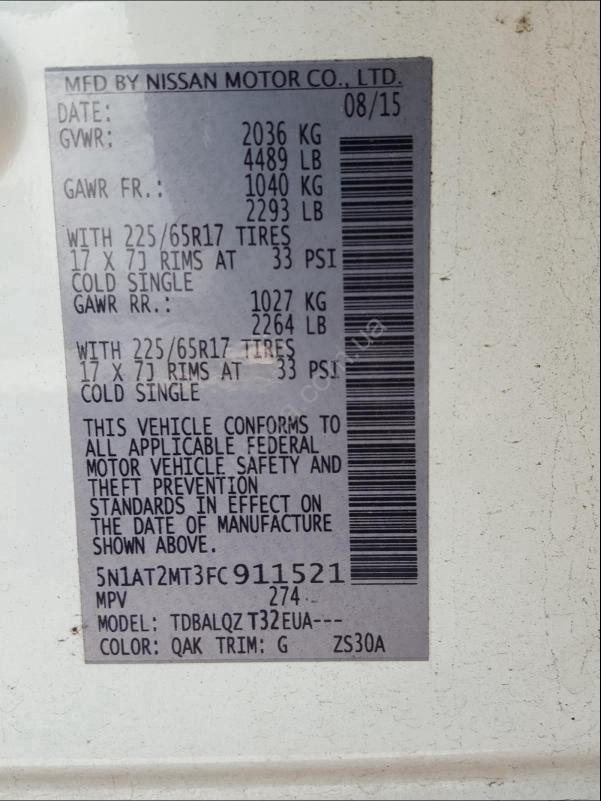 MFD BY NISSAN MOTOR CO., LTD.
DATE: 08/15
GVWR: 2036 KG
4489 LB
GAWR FR.: 1040 KG
2293 LB
WITH 225/65R17 TIRES
17 X 7J RIMS AT 33 PSI
COLD SINGLE
GAWR RR.: 1027 KG
2264 LB
WITH 225/65R17 TIRES
17 X 7J RIMS AT 33 PSI
COLD SINGLE
THIS VEHICLE CONFORMS TO
ALL APPLICABLE FEDERAL
MOTOR VEHICLE SAFETY AND
THEFT PREVENTION
STANDARDS IN EFFECT ON
THE DATE OF MANUFACTURE
SHOWN ABOVE.
5N1AT2MT3FC911521
MPV 274
MODEL: TDBALQZ T32EUA---
COLOR: QAK TRIM: G ZS30A